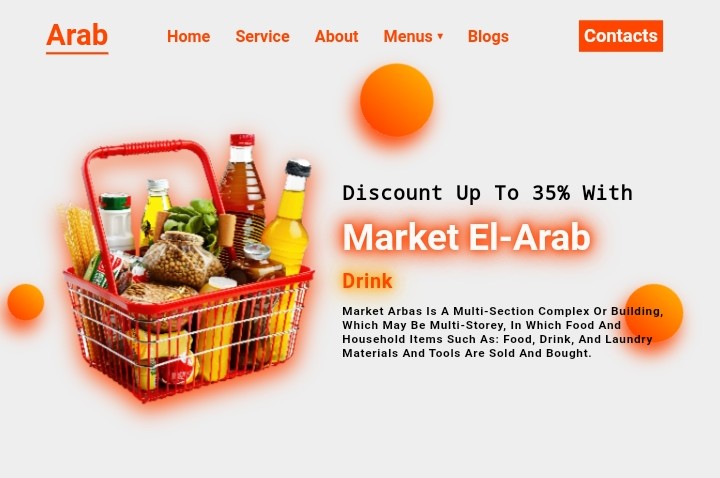 Arab
Home Service About Menus ▾ Blogs
Contacts
Discount Up To 35% With
Market El-Arab
Drink
Market Arbas Is A Multi-Section Complex Or Building,
Which May Be Multi-Storey, In Which Food And
Household Items Such As: Food, Drink, And Laundry
Materials And Tools Are Sold And Bought.